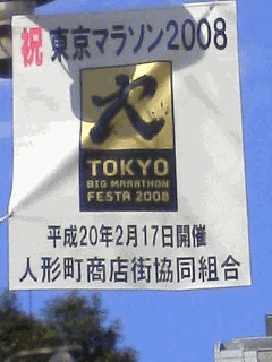 祝 東京マラソン2008
TOKYO
BIG MARATHON
FESTA 2008
平成20年2月17日開催
人形町商店街協同組合